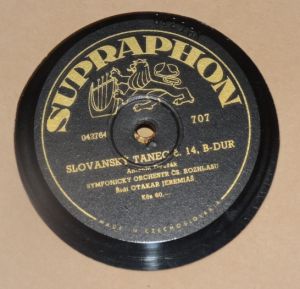 SUPRAPHON
043764
707
SLOVANSKÝ TANEC č. 14, B-DUR
Antonín Dvořák
SYMFONICKÝ ORCHESTR ČS. ROZHLASU
Řídí OTAKAR JEREMIÁŠ
Kčs 60,—
MADE IN CZECHOSLOVAKIA